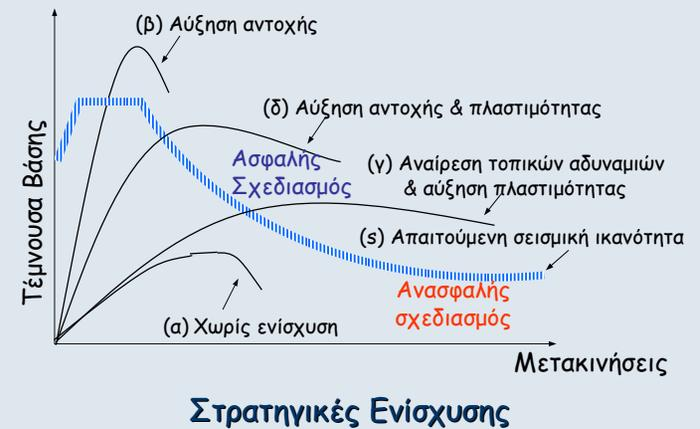 (β) Αύξηση αντοχής
(δ) Αύξηση αντοχής & πλαστιμότητας
Ασφαλής
Σχεδιασμός
(γ) Αναίρεση τοπικών αδυναμιών
& αύξηση πλαστιμότητας
(s) Απαιτούμενη σεισμική ικανότητα
Ανασφαλής
σχεδιασμός
(α) Χωρίς ενίσχυση
Τέμνουσα Βάσης
Μετακινήσεις
Στρατηγικές Ενίσχυσης